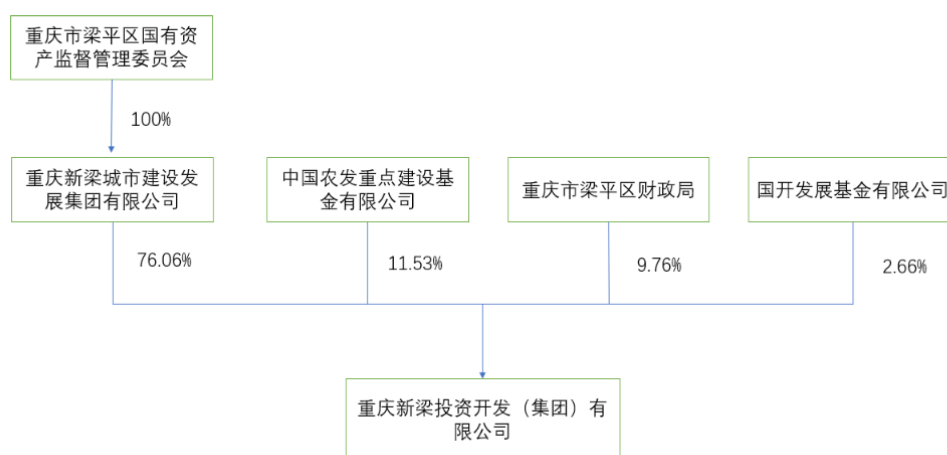 重庆市梁平区国有资
产监督管理委员会
100%
重庆新梁城市建设发
展集团有限公司
中国农发重点建设基
金有限公司
重庆市梁平区财政局
国开发展基金有限公司
76.06%
11.53%
9.76%
2.66%
重庆新梁投资开发（集团）有
限公司